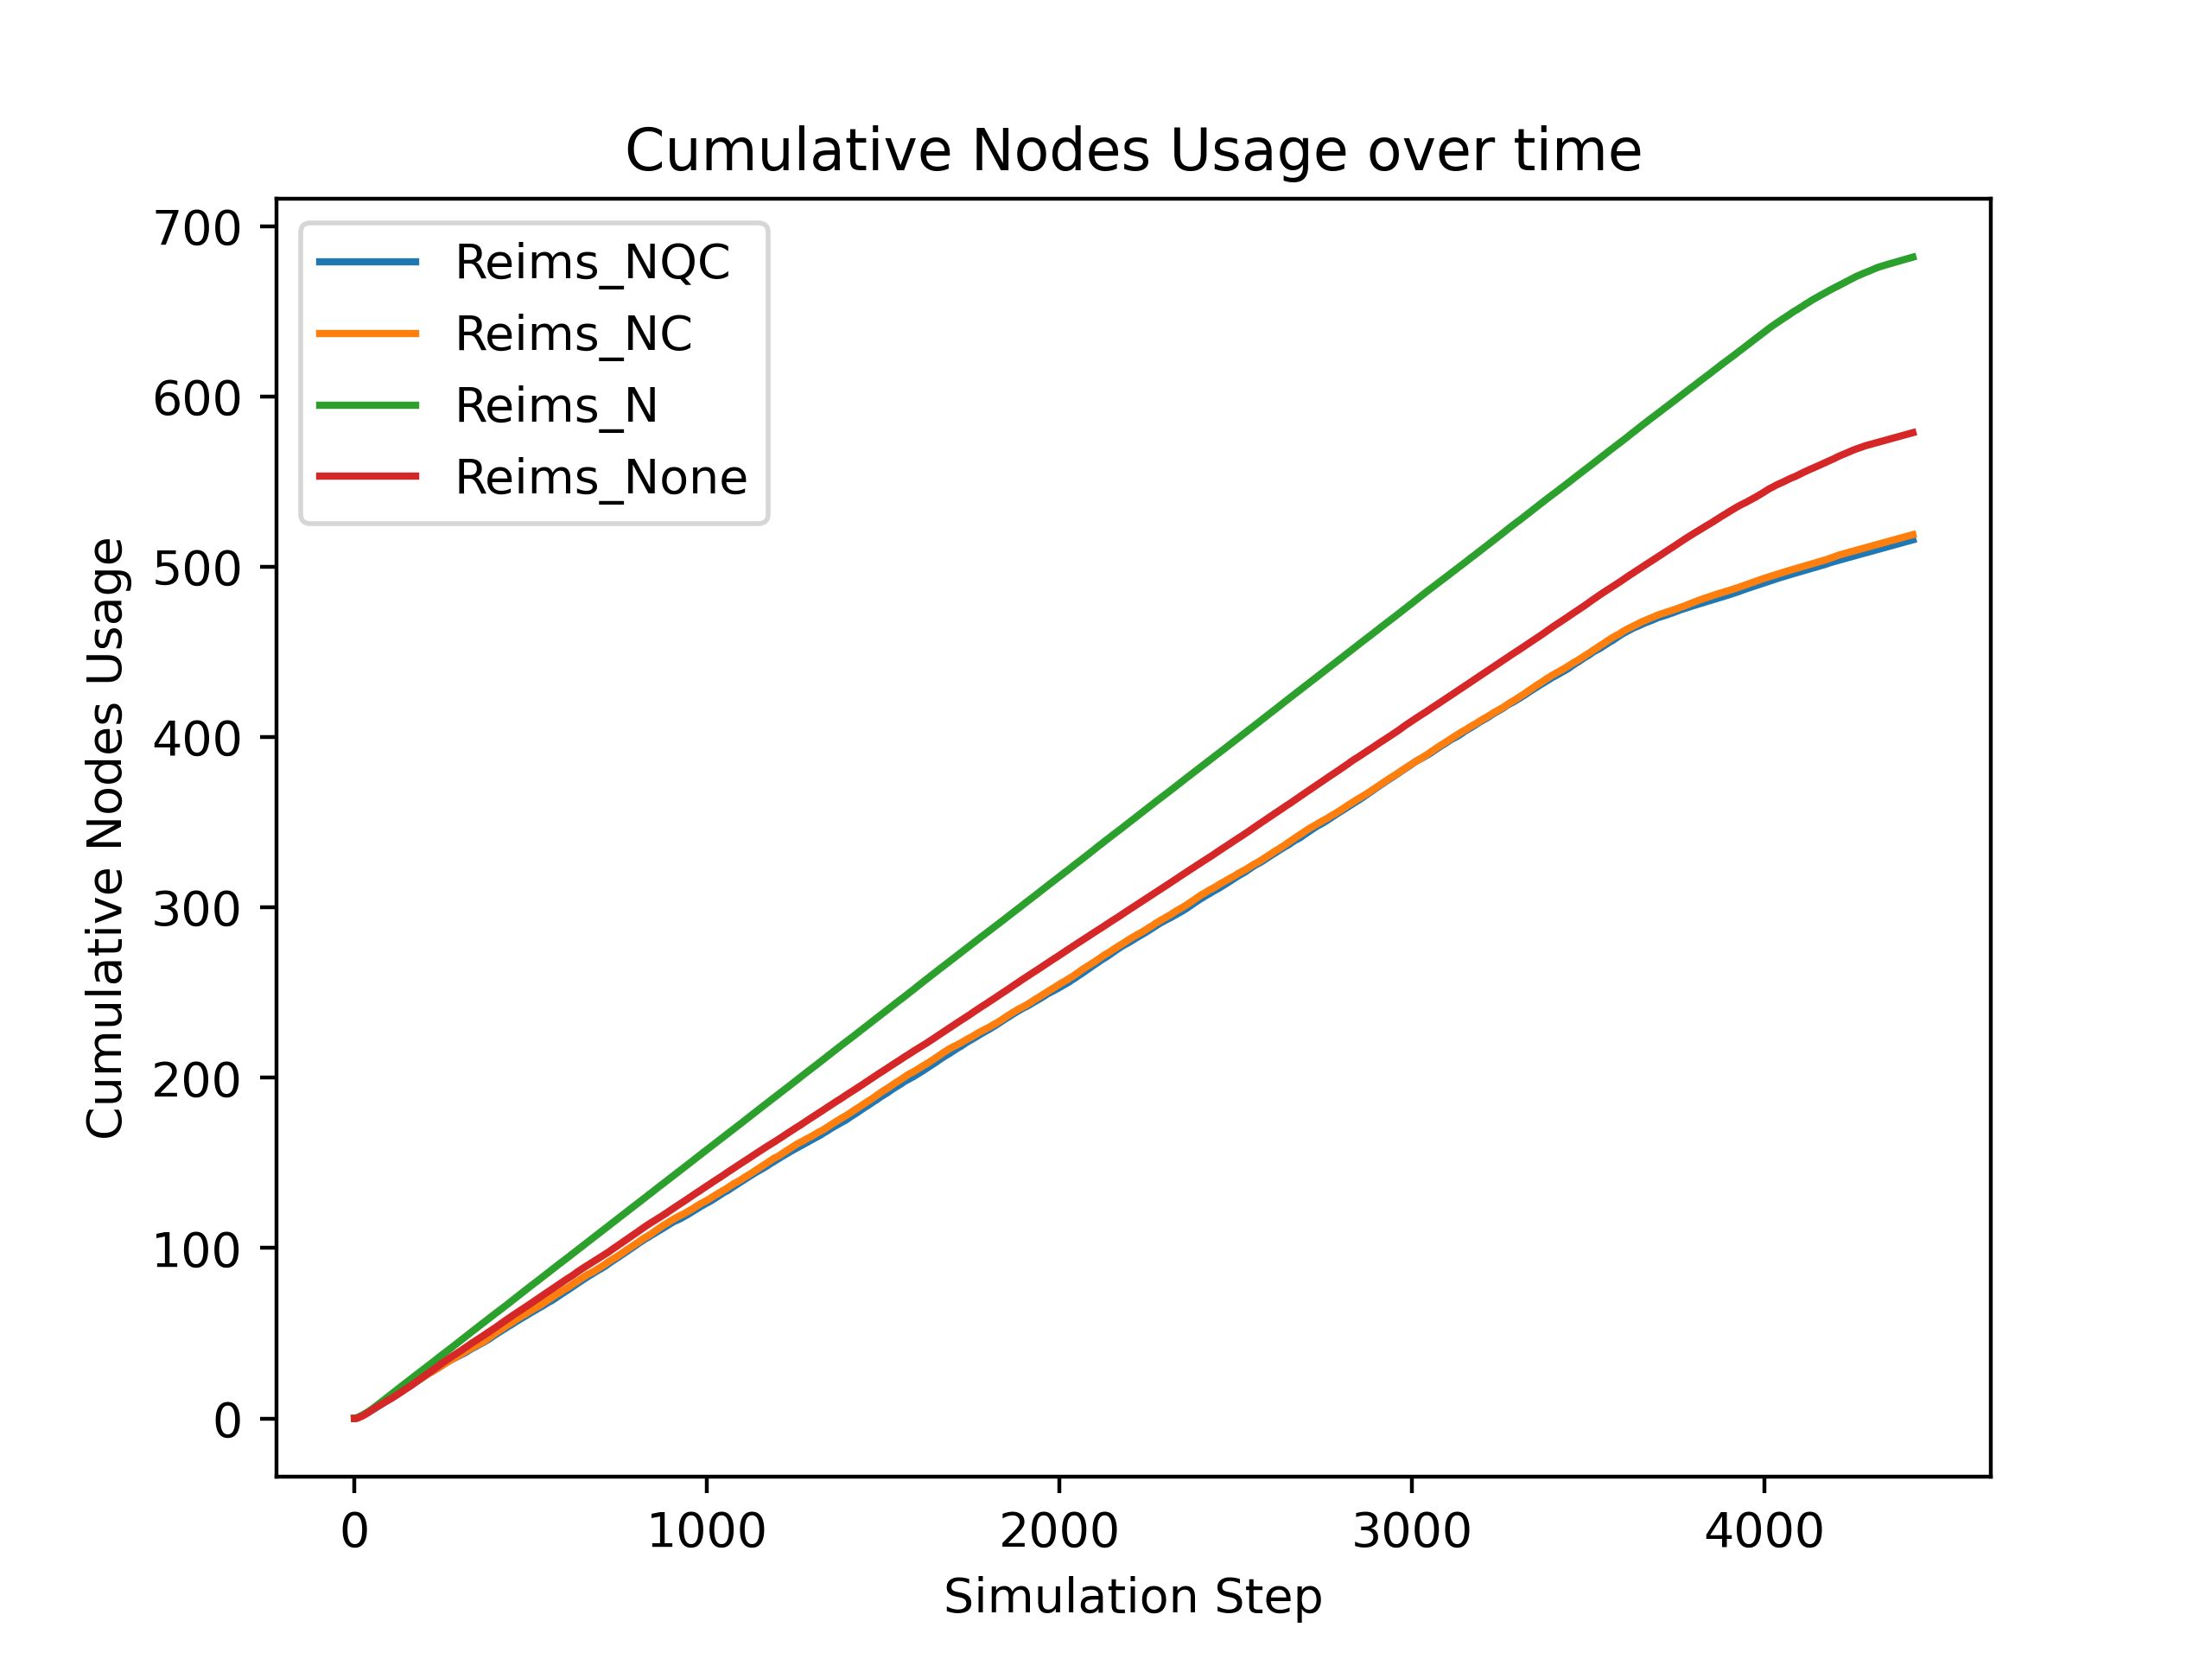 Cumulative Nodes Usage over time
Reims_NQC
Reims_NC
Reims_N
Reims_None
Cumulative Nodes Usage
700
600
500
400
300
200
100
0
0 1000 2000 3000 4000
Simulation Step